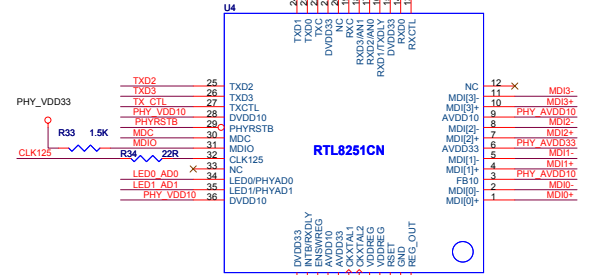 U4
TXD1
TXD0
TXC
DVDD33
NC
RXC
RXD3/AN1
RXD2/AN0
RXD1/TXDLY
DVDD33
RXD0
RXCTL
TXD2 25 TXD2
TXD3 26 TXD3
TX_CTL 27 TXCTL
PHY_VDD10 28 DVDD10
PHYRSTB 29 PHYRSTB
MDC 30 MDC
MDIO 31 MDIO
CLK125 32 CLK125
33 NC
LED0_AD0 34 LED0/PHYAD0
LED1_AD1 35 LED1/PHYAD1
PHY_VDD10 36 DVDD10
PHY_VDD33
R33 1.5K
R34 22R
RTL8251CN
NC 12
MDI[3]- 11 MDI3-
MDI[3]+ 10 MDI3+
AVDD10 9 PHY_AVDD10
MDI[2]- 8 MDI2-
MDI[2]+ 7 MDI2+
AVDD33 6 PHY_AVDD33
MDI[1]- 5 MDI1-
MDI[1]+ 4 MDI1+
FB10 3 PHY_AVDD10
MDI[0]- 2 MDI0-
MDI[0]+ 1 MDI0+
DVDD33
INTB/RXDLY
ENSWREG
AVDD10
AVDD33
CKXTAL1
CKXTAL2
VDDREG
VDDREG
RSET
GND
REG_OUT